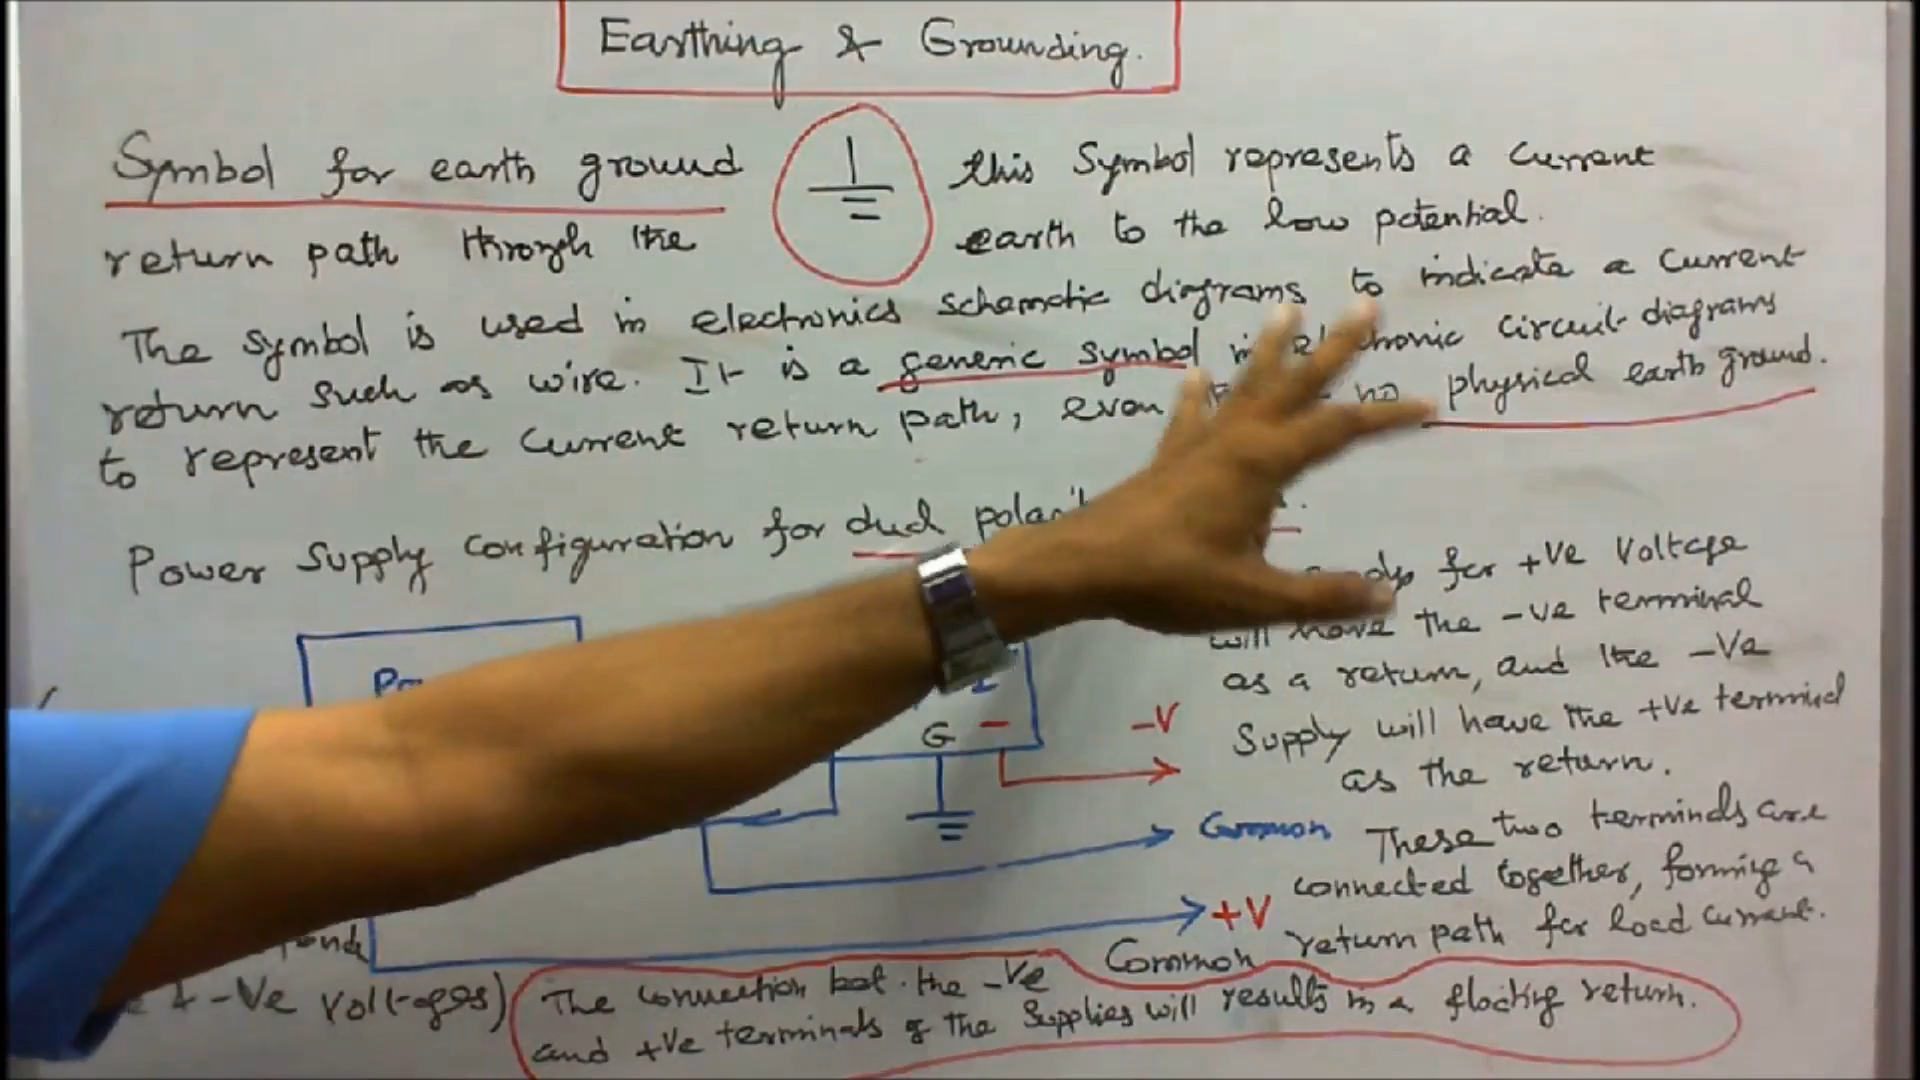 Earthing & Grounding.
Symbol for earth ground this Symbol represents a current
return path through the earth to the low potential.
The symbol is used in electronics schematic diagrams to indicate a current
return such as wire. It is a generic symbol in electronic circuit diagrams
to represent the current return path, even no physical earth ground.
Power supply configuration for dual
for +ve voltage
will have the -ve terminal
as a return, and the -Ve
Supply will have the +ve terminal
as the return.
G -
-V
Common
These two terminals are
connected together, forming a
Common return path for load current.
+V
& -Ve voltages)
The connection bet. the -Ve
and +Ve terminals of the supplies will results in a floating return.